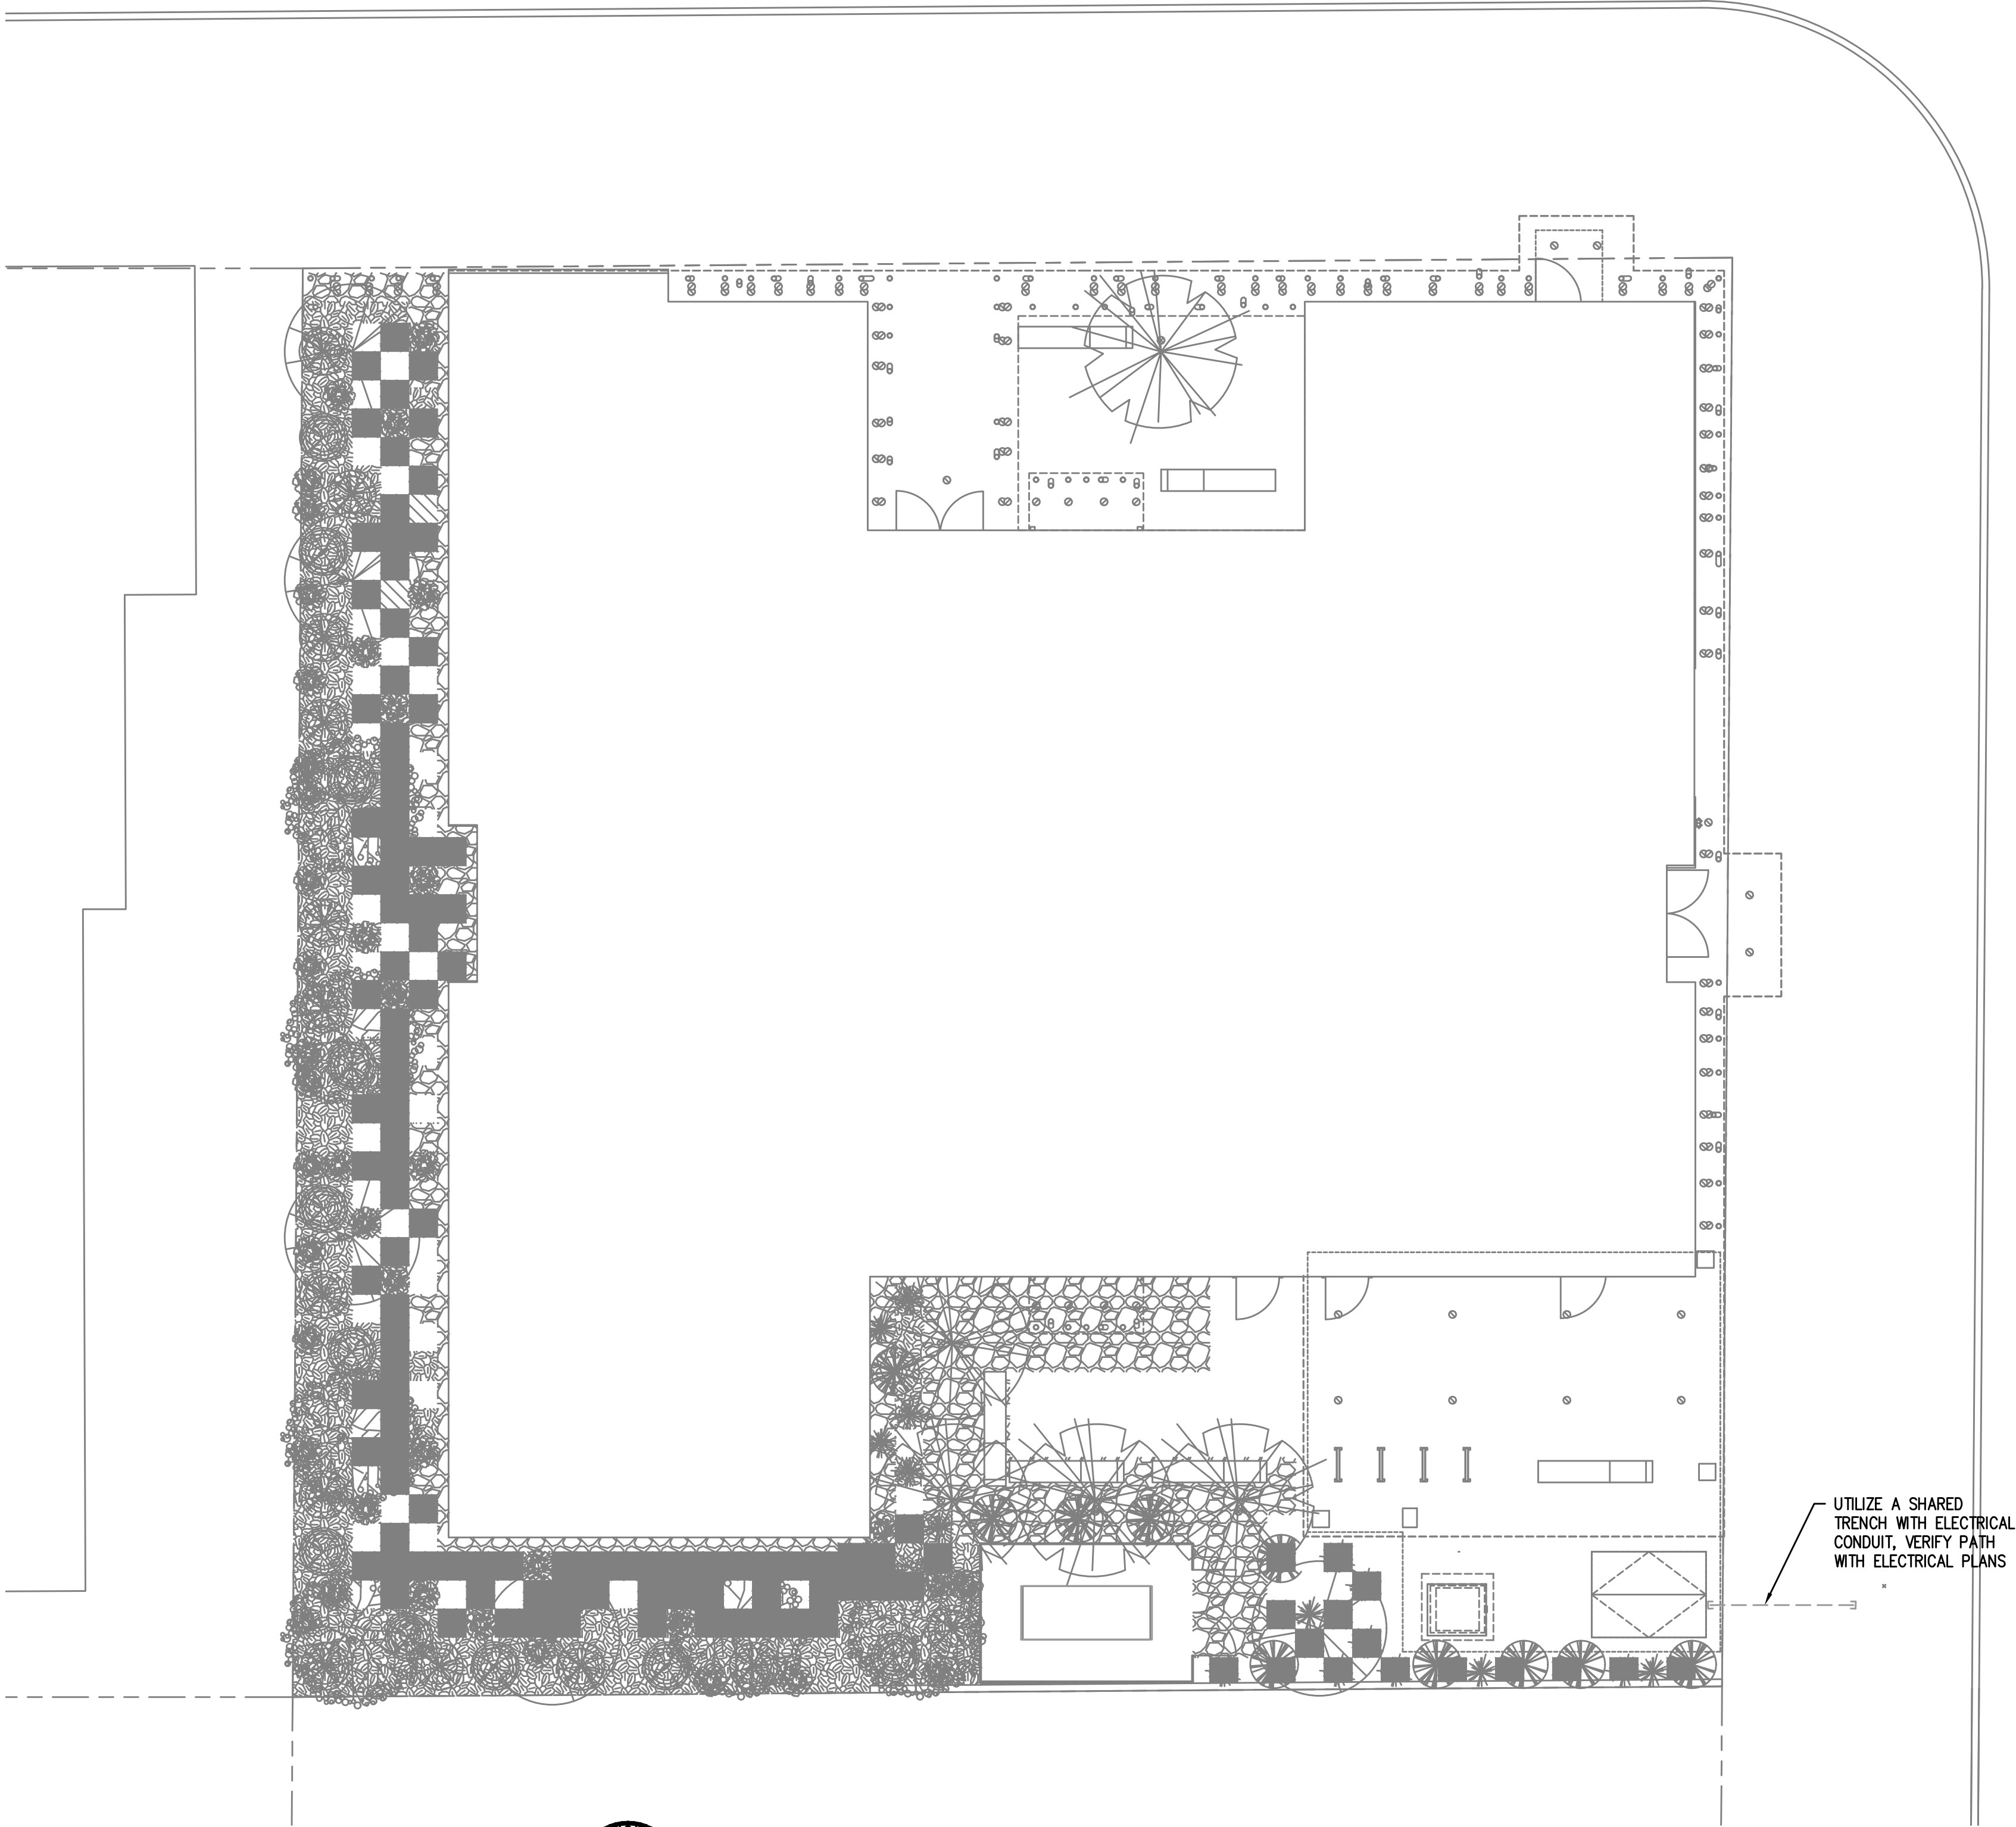 UTILIZE A SHARED
TRENCH WITH ELECTRICAL
CONDUIT, VERIFY PATH
WITH ELECTRICAL PLANS